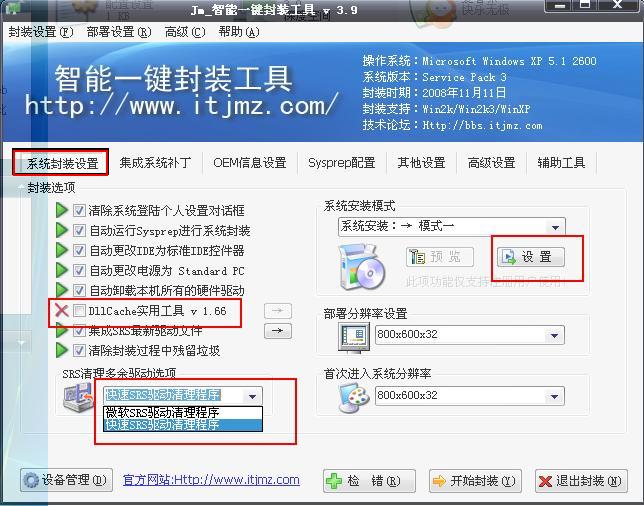 Jm_智能一键封装工具 v 3.9
封装设置(F) 部署设置(R) 高级(C) 帮助(A)
智能一键封装工具
http://www.itjmz.com/
操作系统：Microsoft Windows XP 5.1 2600
系统版本：Service Pack 3
封装时期：2008年11月11日
封装支持：Win2k/Win2k3/WinXP
技术论坛：Http://bbs.itjmz.com
系统封装设置 集成系统补丁 OEM信息设置 Sysprep配置 其他设置 高级设置 辅助工具
封装选项
清除系统登陆个人设置对话框
自动运行Sysprep进行系统封装
自动更改IDE为标准IDE控件器
自动更改电源为 Standard PC
自动卸载本机所有的硬件驱动
DllCache实用工具 v 1.66
集成SRS最新驱动文件
清除封装过程中残留垃圾
SRS清理多余驱动选项
快速SRS驱动清理程序
微软SRS驱动清理程序
快速SRS驱动清理程序
系统安装模式
系统安装：→ 模式一
预 览
设 置
此项功能仅支持注册用户使用!
部署分辨率设置
800x600x32
首次进入系统分辨率
800x600x32
设备管理(D) 官方网站:Http://www.itjmz.com 检 错(R) 开始封装(Y) 退出封装(N)